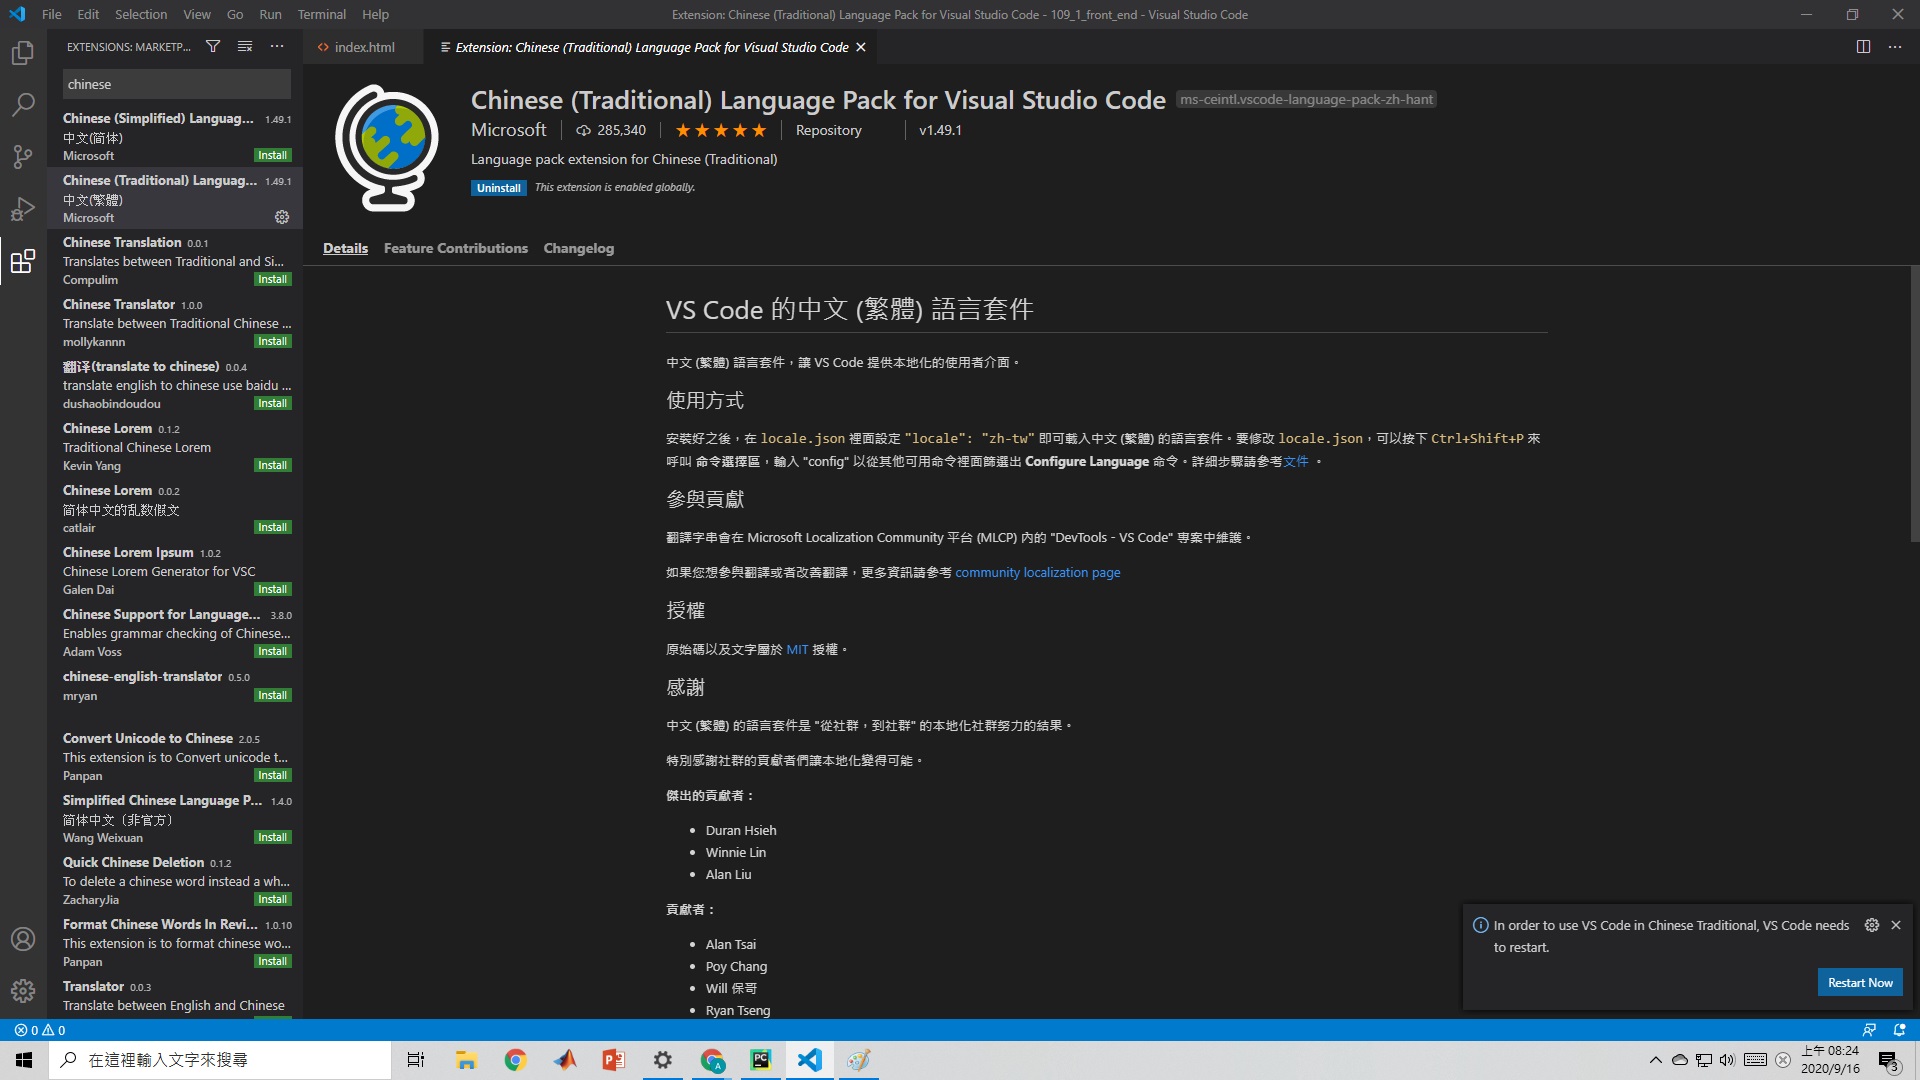 File Edit Selection View Go Run Terminal Help
Extension: Chinese (Traditional) Language Pack for Visual Studio Code - 109_1_front_end - Visual Studio Code
EXTENSIONS: MARKETP...
index.html
Extension: Chinese (Traditional) Language Pack for Visual Studio Code
chinese
Chinese (Simplified) Languag... 1.49.1
中文(简体)
Microsoft Install
Chinese (Traditional) Languag... 1.49.1
中文(繁體)
Microsoft
Chinese Translation 0.0.1
Translates between Traditional and Si...
Compulim Install
Chinese Translator 1.0.0
Translate between Traditional Chinese ...
mollykannn Install
翻译(translate to chinese) 0.0.4
translate english to chinese use baidu ...
dushaobindoudou Install
Chinese Lorem 0.1.2
Traditional Chinese Lorem
Kevin Yang Install
Chinese Lorem 0.0.2
简体中文的乱数假文
catlair Install
Chinese Lorem Ipsum 1.0.2
Chinese Lorem Generator for VSC
Galen Dai Install
Chinese Support for Language... 3.8.0
Enables grammar checking of Chinese...
Adam Voss Install
chinese-english-translator 0.5.0
mryan Install
Convert Unicode to Chinese 2.0.5
This extension is to Convert unicode t...
Panpan Install
Simplified Chinese Language P... 1.4.0
简体中文（非官方）
Wang Weixuan Install
Quick Chinese Deletion 0.1.2
To delete a chinese word instead a wh...
ZacharyJia Install
Format Chinese Words In Revi... 1.0.10
This extension is to format chinese wo...
Panpan Install
Translator 0.0.3
Translate between English and Chinese
Chinese (Traditional) Language Pack for Visual Studio Code ms-ceintl.vscode-language-pack-zh-hant
Microsoft 285,340 Repository v1.49.1
Language pack extension for Chinese (Traditional)
Uninstall This extension is enabled globally.
Details Feature Contributions Changelog
VS Code 的中文 (繁體) 語言套件
中文 (繁體) 語言套件，讓 VS Code 提供本地化的使用者介面。
使用方式
安裝好之後，在 locale.json 裡面設定 "locale": "zh-tw" 即可載入中文 (繁體) 的語言套件。要修改 locale.json，可以按下 Ctrl+Shift+P 來
呼叫 命令選擇區，輸入 "config" 以從其他可用命令裡面篩選出 Configure Language 命令。詳細步驟請參考文件 。
參與貢獻
翻譯字串會在 Microsoft Localization Community 平台 (MLCP) 內的 "DevTools - VS Code" 專案中維護。
如果您想參與翻譯或者改善翻譯，更多資訊請參考 community localization page
授權
原始碼以及文字屬於 MIT 授權。
感謝
中文 (繁體) 的語言套件是 "從社群，到社群" 的本地化社群努力的結果。
特別感謝社群的貢獻者們讓本地化變得可能。
傑出的貢獻者：
Duran Hsieh
Winnie Lin
Alan Liu
貢獻者：
Alan Tsai
Poy Chang
Will 保哥
Ryan Tseng
In order to use VS Code in Chinese Traditional, VS Code needs
to restart.
Restart Now
0 0
在這裡輸入文字來搜尋
上午 08:24
2020/9/16
3